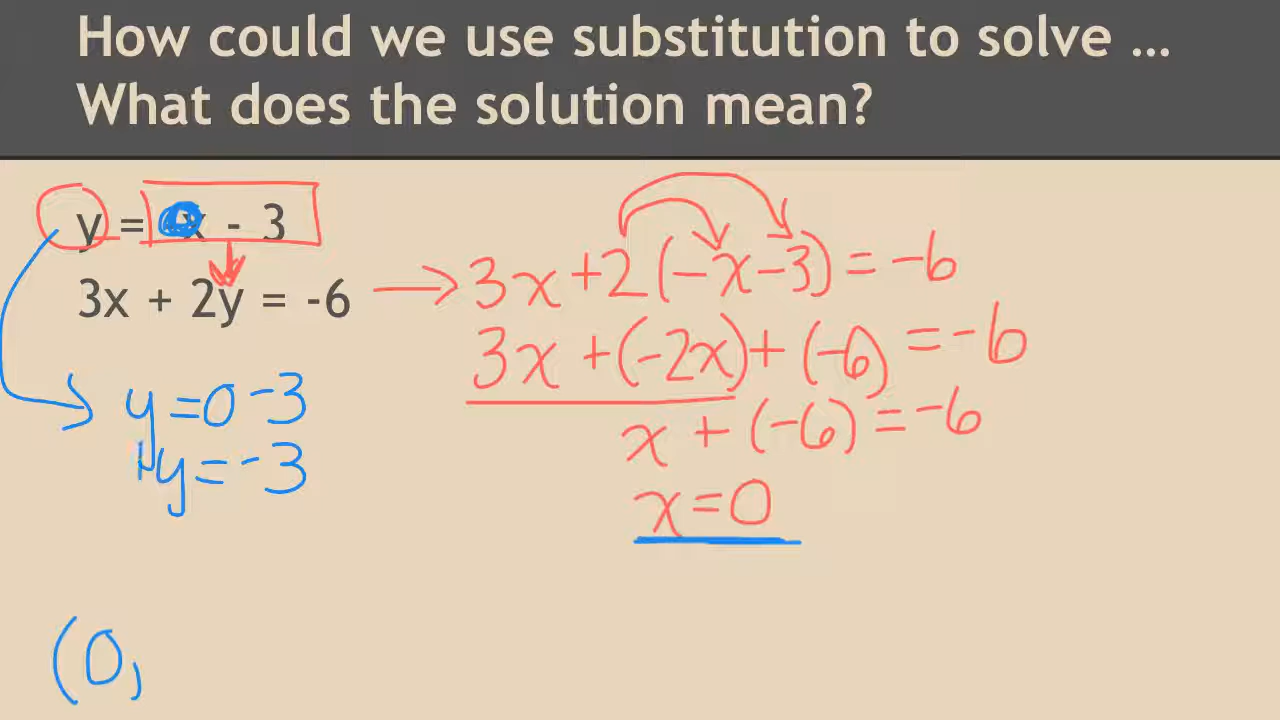 How could we use substitution to solve ...
What does the solution mean?
y = x - 3
3x + 2y = -6
3x + 2(-x-3) = -6
3x + (-2x) + (-6) = -6
x + (-6) = -6
x = 0
y = 0 - 3
y = -3
(0,